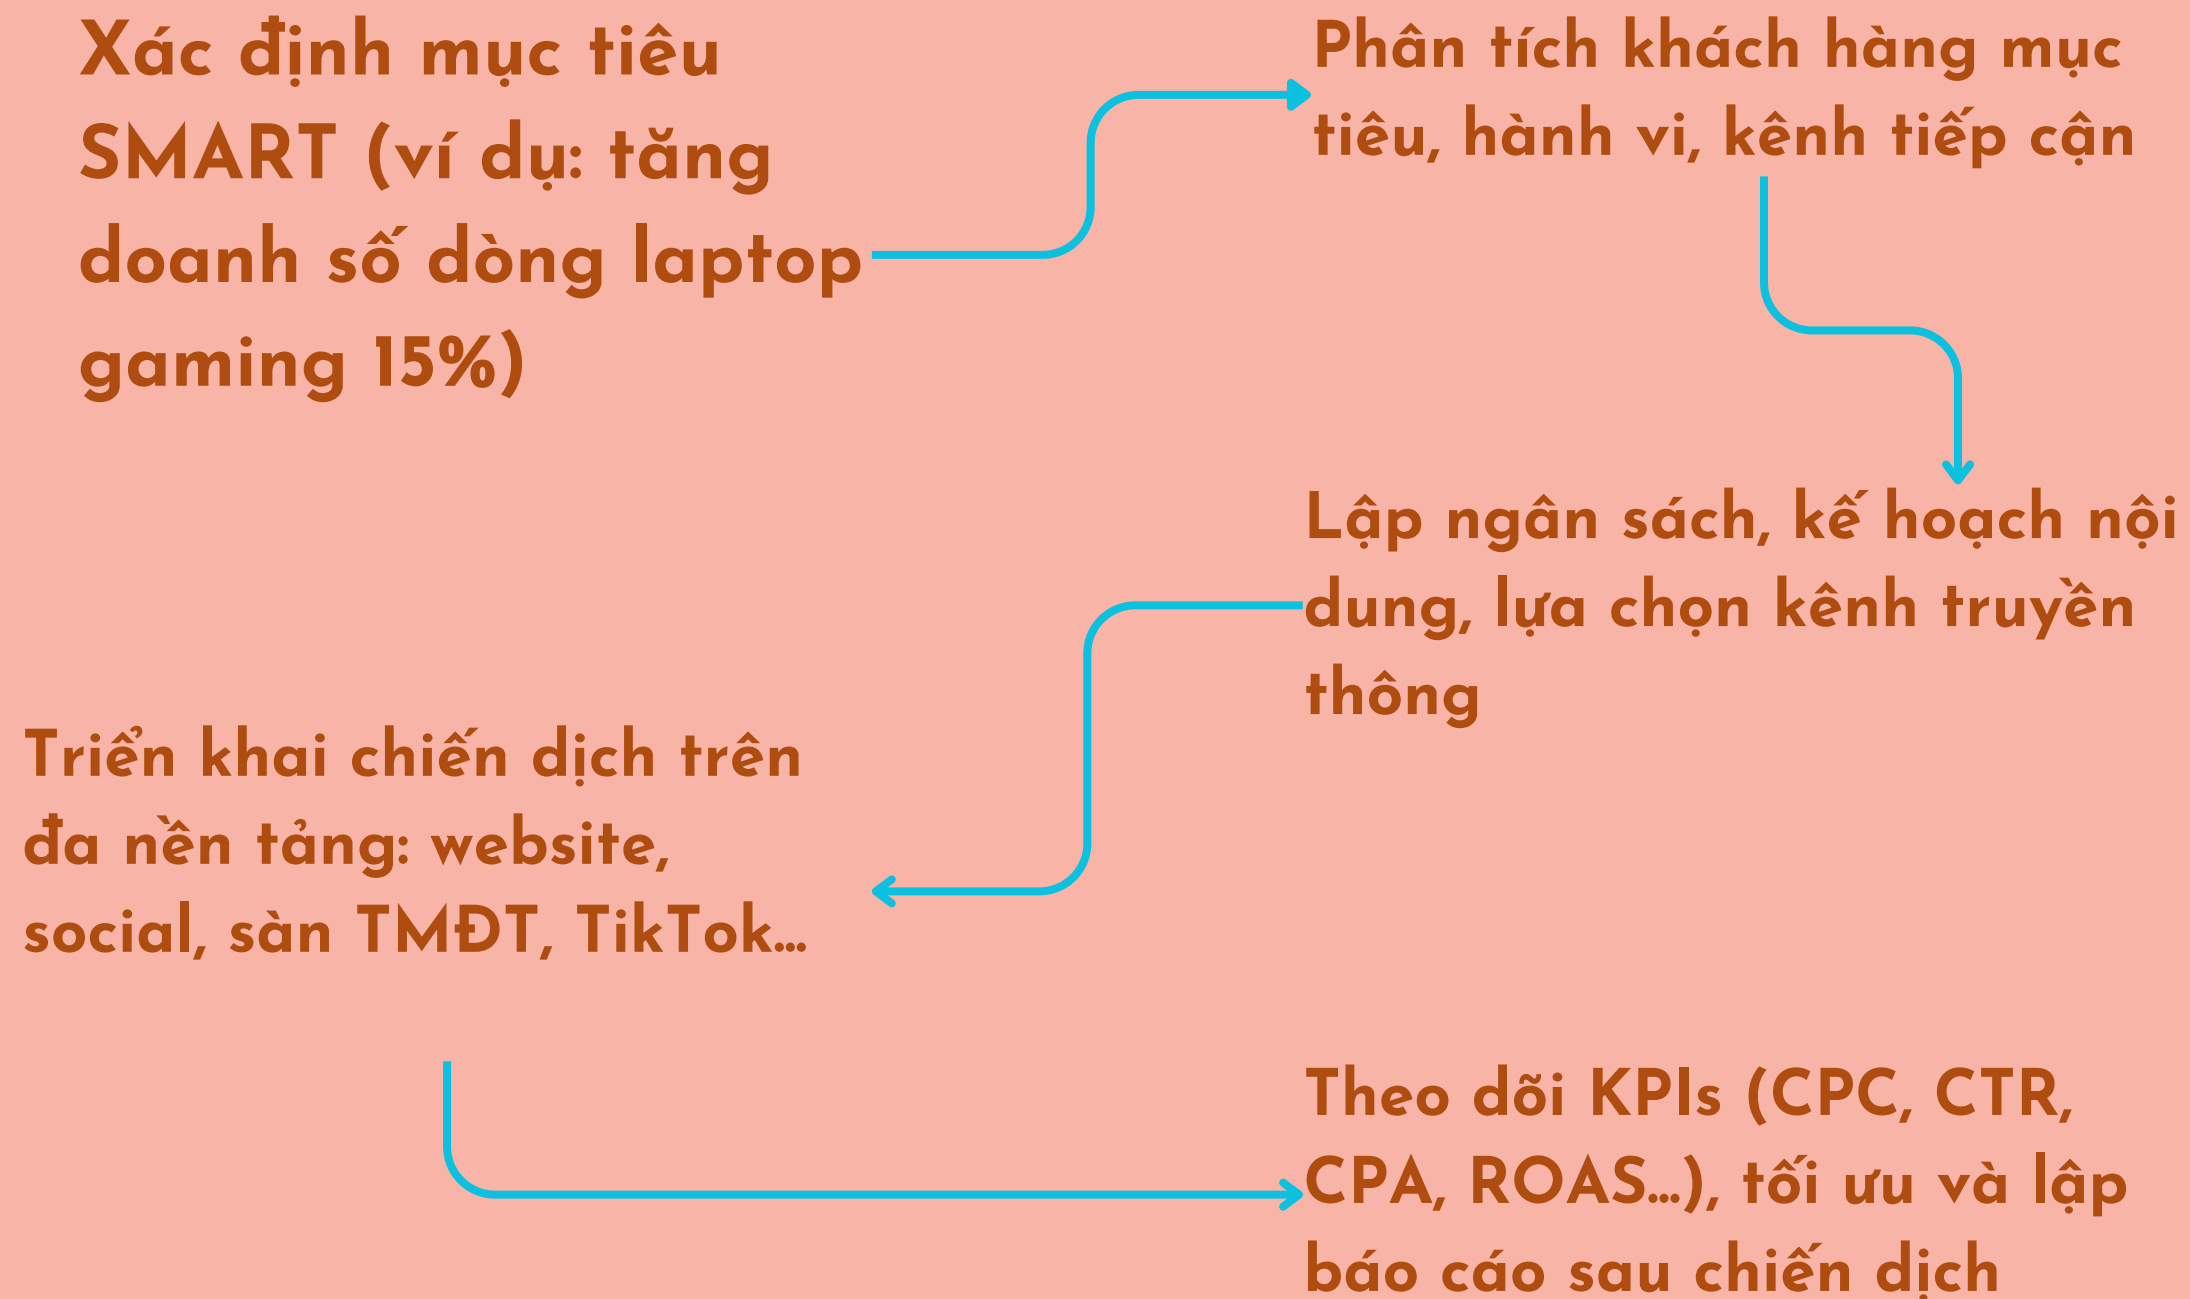 Xác định mục tiêu
SMART (ví dụ: tăng
doanh số dòng laptop
gaming 15%)
Phân tích khách hàng mục
tiêu, hành vi, kênh tiếp cận
Lập ngân sách, kế hoạch nội
dung, lựa chọn kênh truyền
thông
Triển khai chiến dịch trên
đa nền tảng: website,
social, sàn TMĐT, TikTok...
Theo dõi KPIs (CPC, CTR,
CPA, ROAS...), tối ưu và lập
báo cáo sau chiến dịch